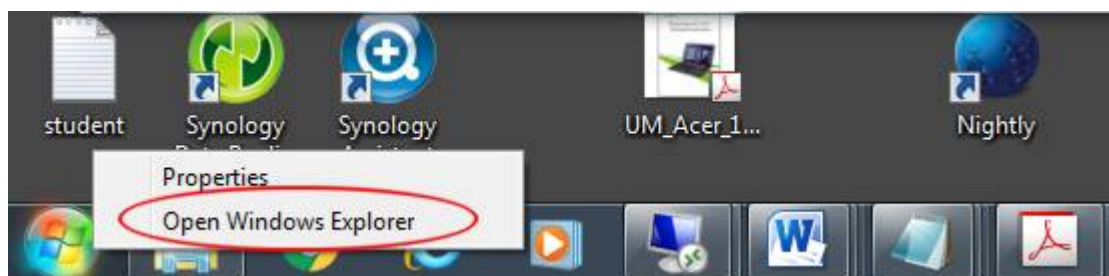 student
Synology
Synology
UM_Acer_1...
Nightly
Properties
Open Windows Explorer